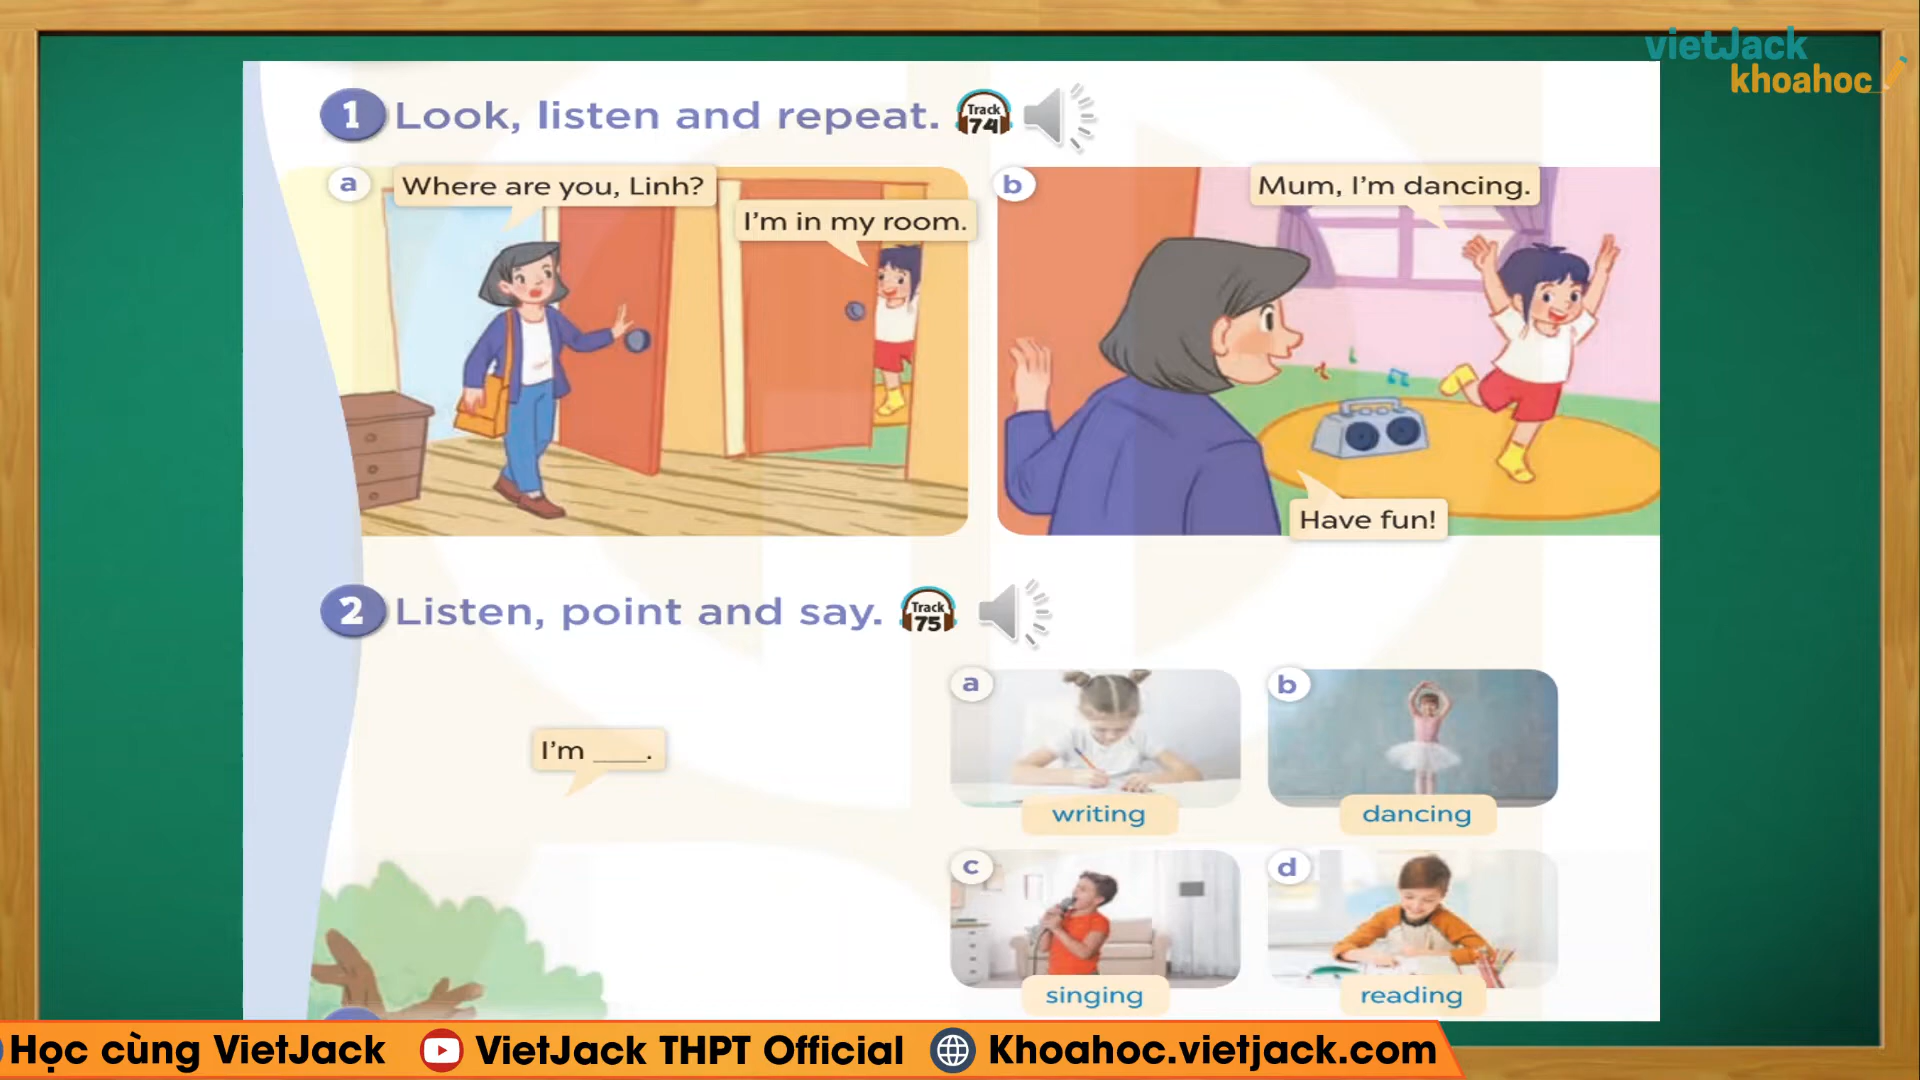 vietJack
khoahoc
1 Look, listen and repeat. Track 74
a
Where are you, Linh?
I'm in my room.
b
Mum, I'm dancing.
Have fun!
2 Listen, point and say. Track 75
I'm ____.
a
writing
b
dancing
c
singing
d
reading
Học cùng VietJack VietJack THPT Official Khoahoc.vietjack.com